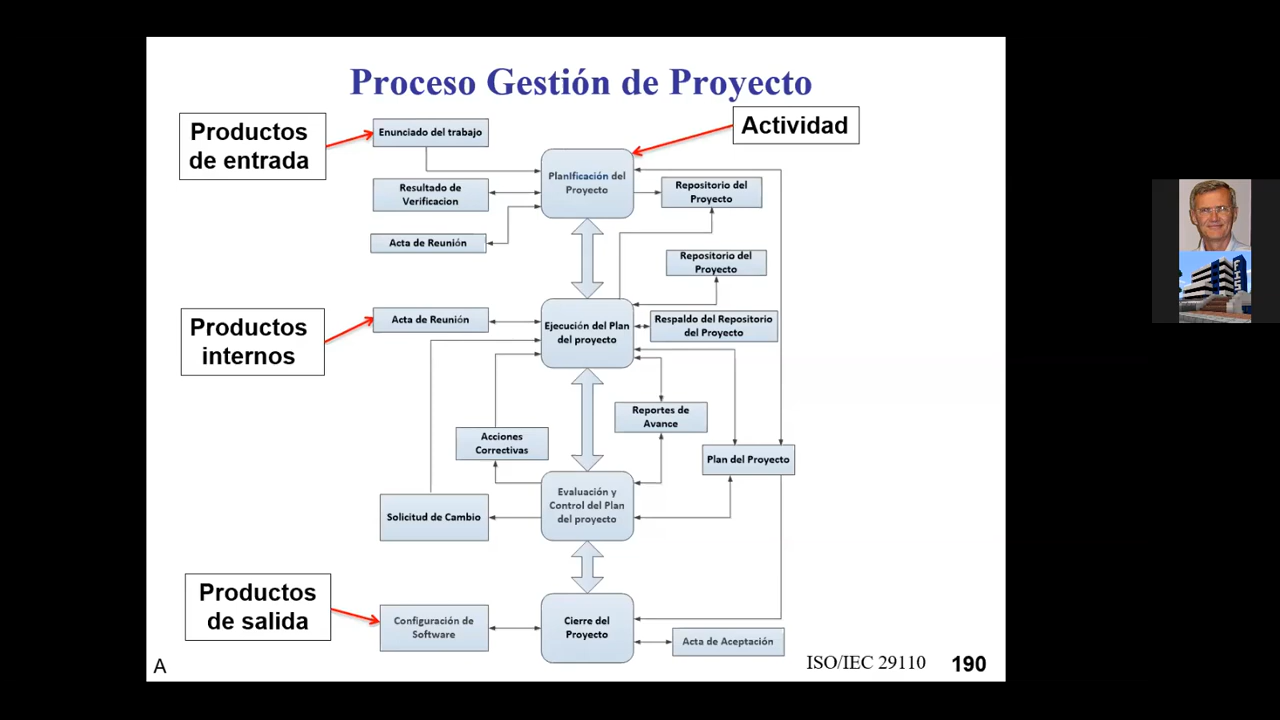 Proceso Gestión de Proyecto
Productos
de entrada
Enunciado del trabajo
Actividad
Planificación del
Proyecto
Resultado de
Verificacion
Repositorio del
Proyecto
Acta de Reunión
Repositorio del
Proyecto
Productos
internos
Acta de Reunión
Ejecución del Plan
del proyecto
Respaldo del Repositorio
del Proyecto
Reportes de
Avance
Acciones
Correctivas
Plan del Proyecto
Evaluación y
Control del Plan
del proyecto
Solicitud de Cambio
Productos
de salida
Configuración de
Software
Cierre del
Proyecto
Acta de Aceptación
A
ISO/IEC 29110
190